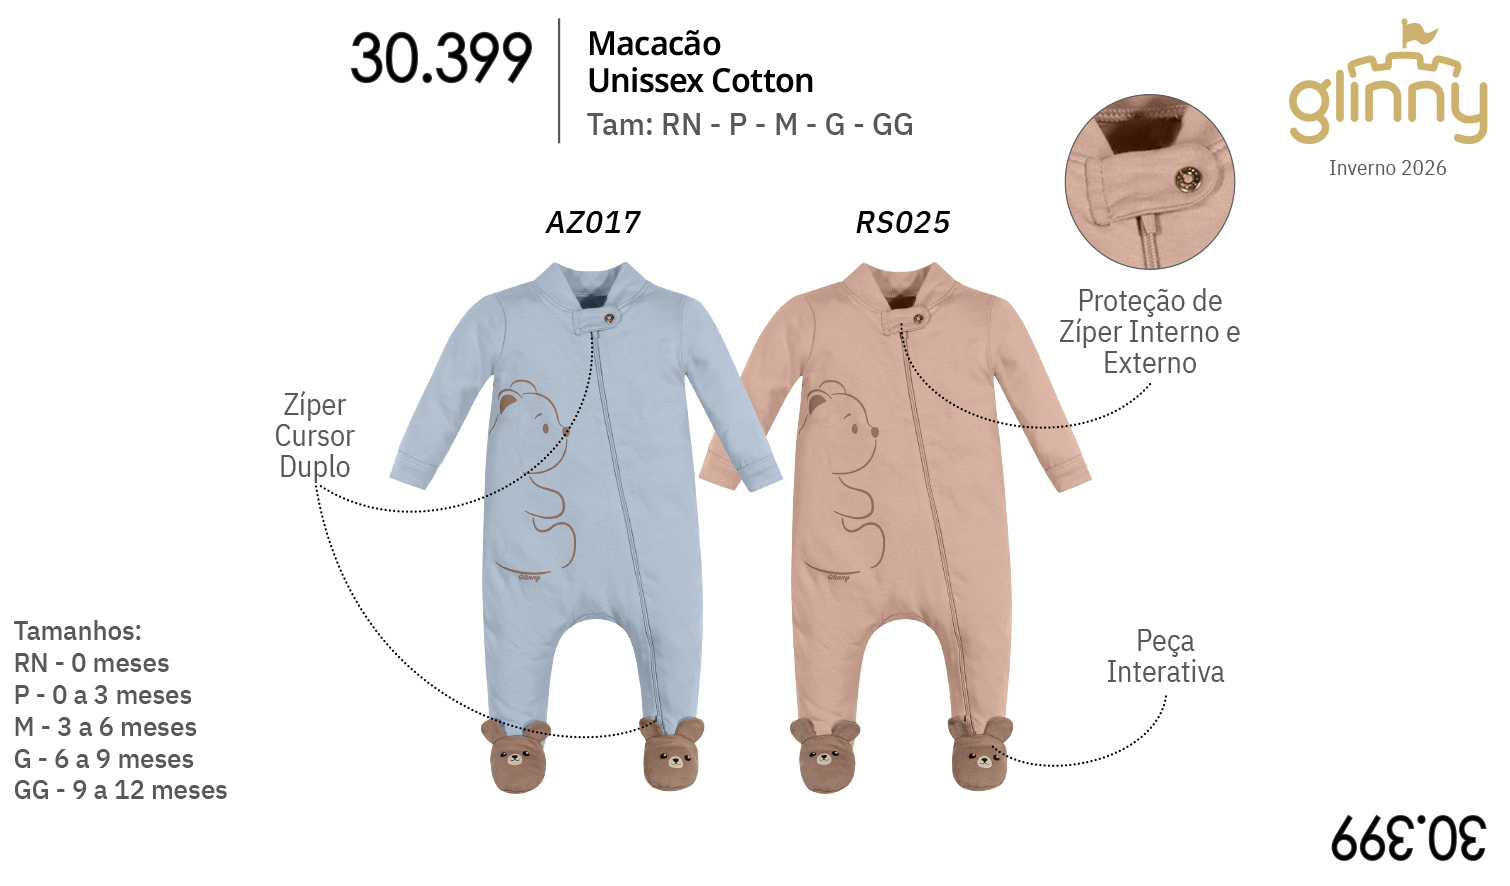 30.399
Macacão
Unissex Cotton
Tam: RN - P - M - G - GG
glinny
Inverno 2026
AZ017
RS025
Proteção de
Zíper Interno e
Externo
Zíper
Cursor
Duplo
Glinny
Glinny
Peça
Interativa
Tamanhos:
RN - 0 meses
P - 0 a 3 meses
M - 3 a 6 meses
G - 6 a 9 meses
GG - 9 a 12 meses
30.399